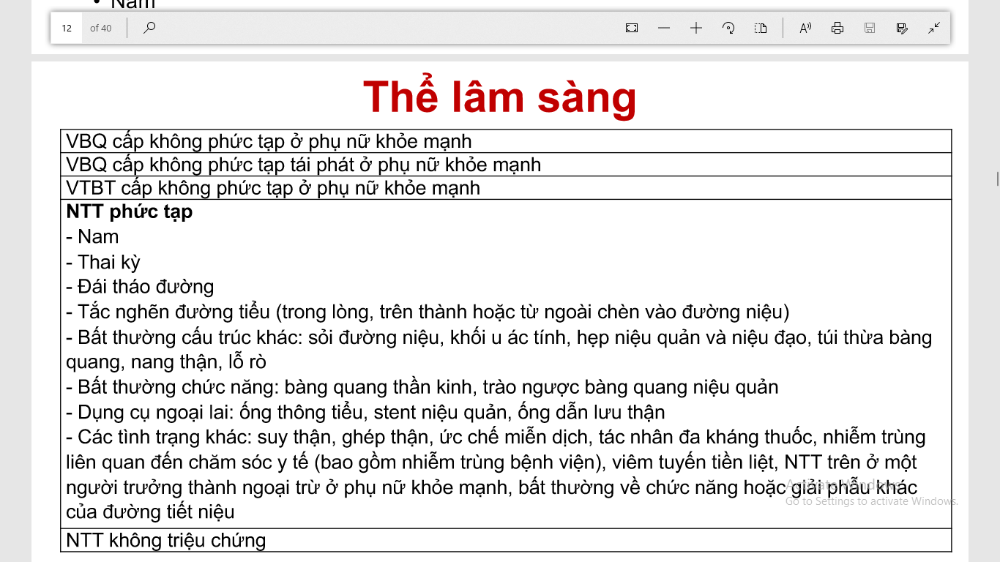 • Nam
12 of 40
Thể lâm sàng
VBQ cấp không phức tạp ở phụ nữ khỏe mạnh
VBQ cấp không phức tạp tái phát ở phụ nữ khỏe mạnh
VTBT cấp không phức tạp ở phụ nữ khỏe mạnh
NTT phức tạp
- Nam
- Thai kỳ
- Đái tháo đường
- Tắc nghẽn đường tiểu (trong lòng, trên thành hoặc từ ngoài chèn vào đường niệu)
- Bất thường cấu trúc khác: sỏi đường niệu, khối u ác tính, hẹp niệu quản và niệu đạo, túi thừa bàng
quang, nang thận, lỗ rò
- Bất thường chức năng: bàng quang thần kinh, trào ngược bàng quang niệu quản
- Dụng cụ ngoại lai: ống thông tiểu, stent niệu quản, ống dẫn lưu thận
- Các tình trạng khác: suy thận, ghép thận, ức chế miễn dịch, tác nhân đa kháng thuốc, nhiễm trùng
liên quan đến chăm sóc y tế (bao gồm nhiễm trùng bệnh viện), viêm tuyến tiền liệt, NTT trên ở một
người trưởng thành ngoại trừ ở phụ nữ khỏe mạnh, bất thường về chức năng hoặc giải phẫu khác
của đường tiết niệu
Activate Windows
Go to Settings to activate Windows.
NTT không triệu chứng